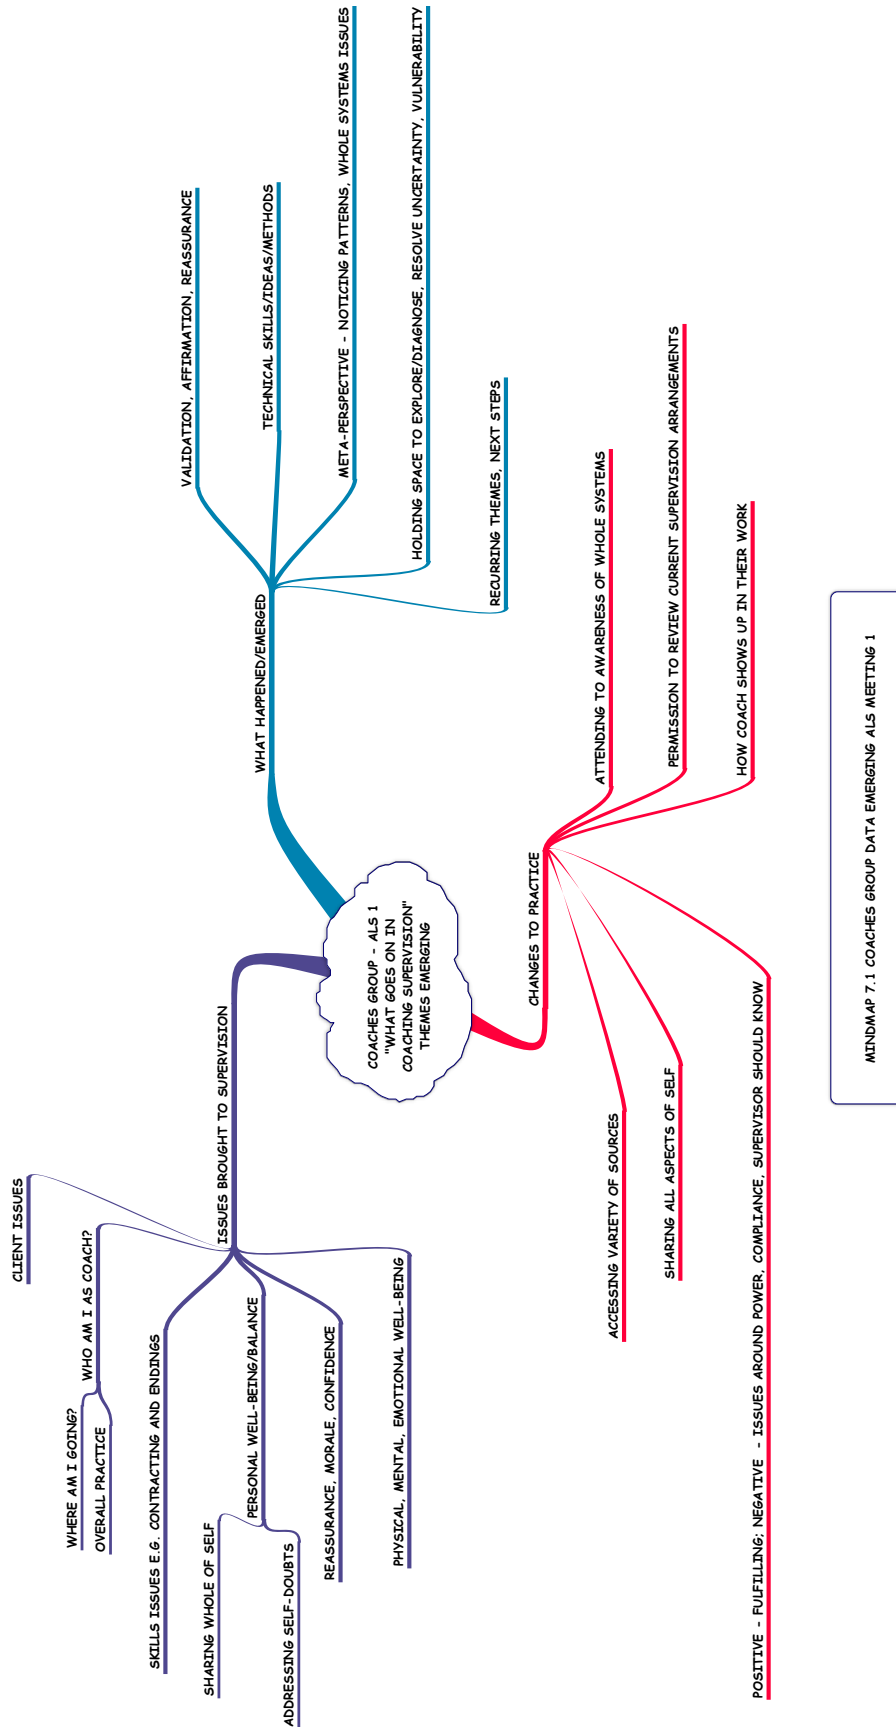 CLIENT ISSUES
WHO AM I AS COACH?
WHERE AM I GOING?
OVERALL PRACTICE
SKILLS ISSUES E.G. CONTRACTING AND ENDINGS
PERSONAL WELL-BEING/BALANCE
SHARING WHOLE OF SELF
ADDRESSING SELF-DOUBTS
REASSURANCE, MORALE, CONFIDENCE
PHYSICAL, MENTAL, EMOTIONAL WELL-BEING
ISSUES BROUGHT TO SUPERVISION
COACHES GROUP - ALS 1
"WHAT GOES ON IN
COACHING SUPERVISION"
THEMES EMERGING
WHAT HAPPENED/EMERGED
VALIDATION, AFFIRMATION, REASSURANCE
TECHNICAL SKILLS/IDEAS/METHODS
META-PERSPECTIVE - NOTICING PATTERNS, WHOLE SYSTEMS ISSUES
HOLDING SPACE TO EXPLORE/DIAGNOSE, RESOLVE UNCERTAINTY, VULNERABILITY
RECURRING THEMES, NEXT STEPS
CHANGES TO PRACTICE
ATTENDING TO AWARENESS OF WHOLE SYSTEMS
PERMISSION TO REVIEW CURRENT SUPERVISION ARRANGEMENTS
HOW COACH SHOWS UP IN THEIR WORK
ACCESSING VARIETY OF SOURCES
SHARING ALL ASPECTS OF SELF
POSITIVE - FULFILLING; NEGATIVE - ISSUES AROUND POWER, COMPLIANCE, SUPERVISOR SHOULD KNOW
MINDMAP 7.1 COACHES GROUP DATA EMERGING ALS MEETING 1